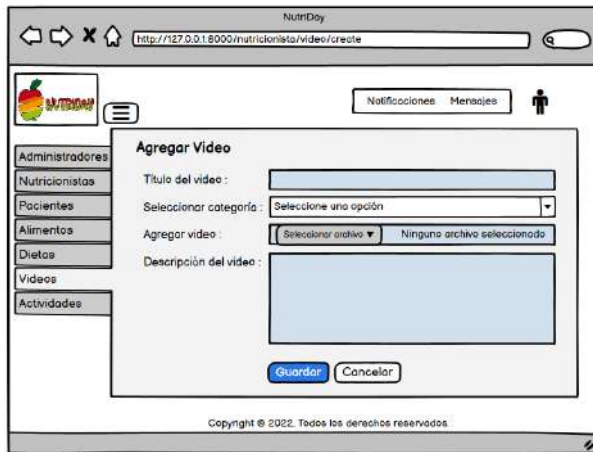 NutriDay
http://127.0.0.1:8000/nutricionista/video/create
NUTRIDAY
Notificaciones Mensajes
Administradores
Nutricionistas
Pacientes
Alimentos
Dietas
Videos
Actividades
Agregar Video
Título del video :
Seleccionar categoría : Seleccione una opción
Agregar video : Seleccionar archivo Ninguno archivo seleccionado
Descripción del video :
Guardar Cancelar
Copyright © 2022. Todos los derechos reservados.